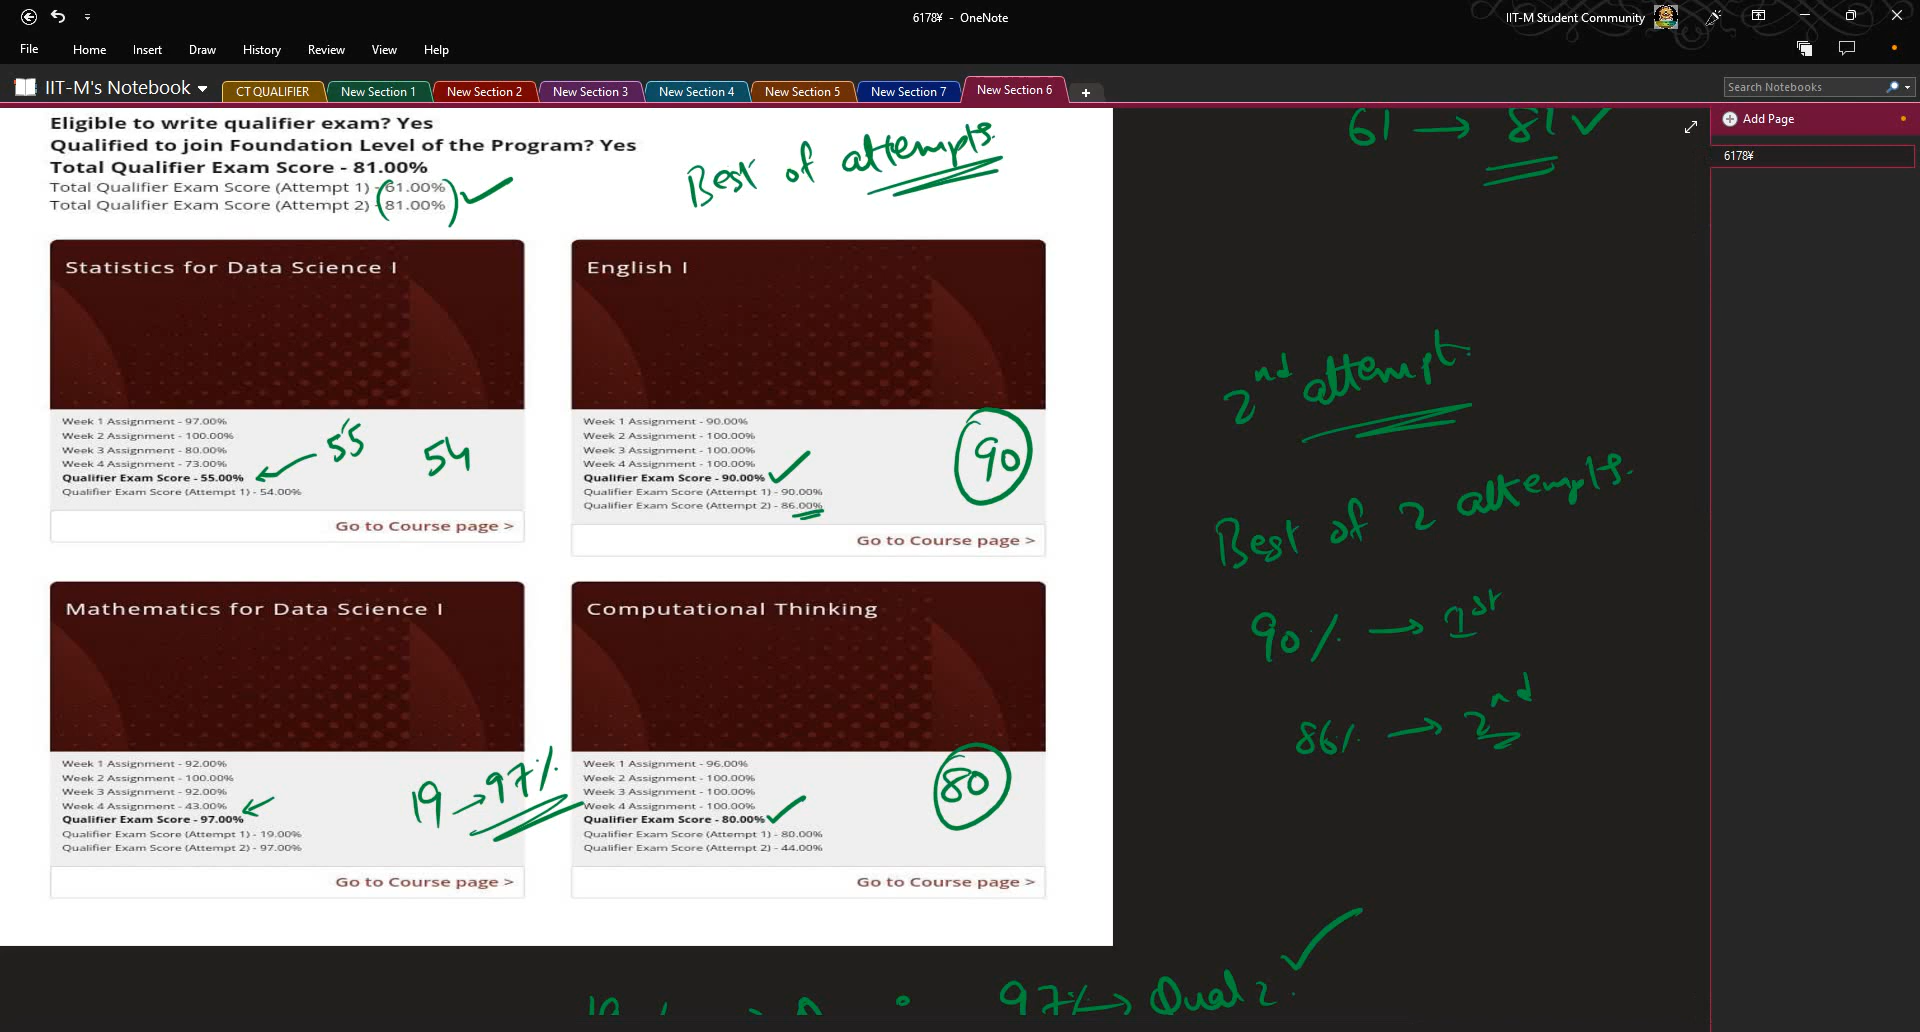 6178¥ - OneNote
IIT-M Student Community
File Home Insert Draw History Review View Help
IIT-M's Notebook
CT QUALIFIER New Section 1 New Section 2 New Section 3 New Section 4 New Section 5 New Section 7 New Section 6
Search Notebooks
Add Page
6178¥
Eligible to write qualifier exam? Yes
Qualified to join Foundation Level of the Program? Yes
Total Qualifier Exam Score - 81.00%
Total Qualifier Exam Score (Attempt 1) - 61.00%
Total Qualifier Exam Score (Attempt 2) - 81.00%
Best of attempts.
61 → 81 ✓
Statistics for Data Science I
Week 1 Assignment - 97.00%
Week 2 Assignment - 100.00%
Week 3 Assignment - 80.00%
Week 4 Assignment - 73.00%
Qualifier Exam Score - 55.00%
Qualifier Exam Score (Attempt 1) - 54.00%
55
54
Go to Course page >
English I
Week 1 Assignment - 90.00%
Week 2 Assignment - 100.00%
Week 3 Assignment - 100.00%
Week 4 Assignment - 100.00%
Qualifier Exam Score - 90.00%
Qualifier Exam Score (Attempt 1) - 90.00%
Qualifier Exam Score (Attempt 2) - 86.00%
90
Go to Course page >
Mathematics for Data Science I
Week 1 Assignment - 92.00%
Week 2 Assignment - 100.00%
Week 3 Assignment - 92.00%
Week 4 Assignment - 43.00%
Qualifier Exam Score - 97.00%
Qualifier Exam Score (Attempt 1) - 19.00%
Qualifier Exam Score (Attempt 2) - 97.00%
19 → 97%
Go to Course page >
Computational Thinking
Week 1 Assignment - 96.00%
Week 2 Assignment - 100.00%
Week 3 Assignment - 100.00%
Week 4 Assignment - 100.00%
Qualifier Exam Score - 80.00%
Qualifier Exam Score (Attempt 1) - 80.00%
Qualifier Exam Score (Attempt 2) - 44.00%
80
Go to Course page >
2nd attempt.
Best of 2 attempts.
90% → 1st
86% → 2nd
97% → Qual 2.